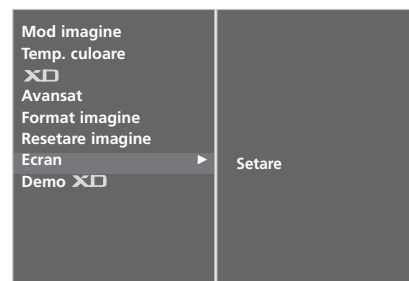 Mod imagine
Temp. culoare
XD
Avansat
Format imagine
Resetare imagine
Ecran ►
Setare
Demo XD